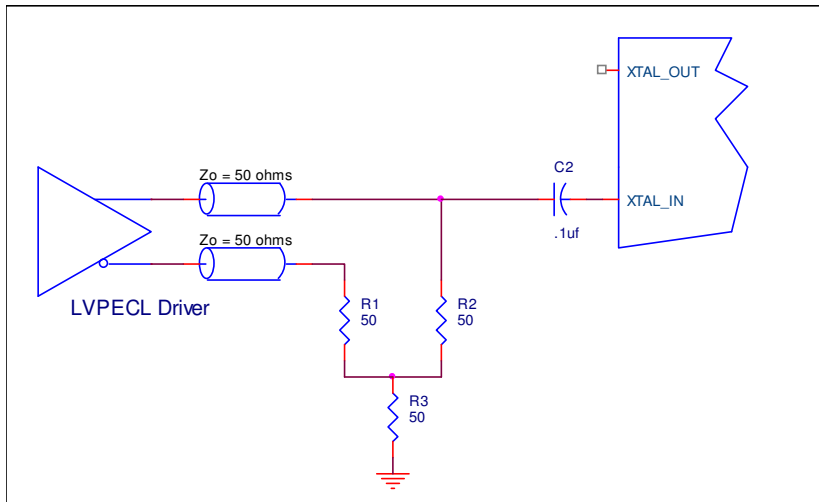 XTAL_OUT
C2
Zo = 50 ohms
XTAL_IN
.1uf
Zo = 50 ohms
LVPECL Driver
R1
50
R2
50
R3
50